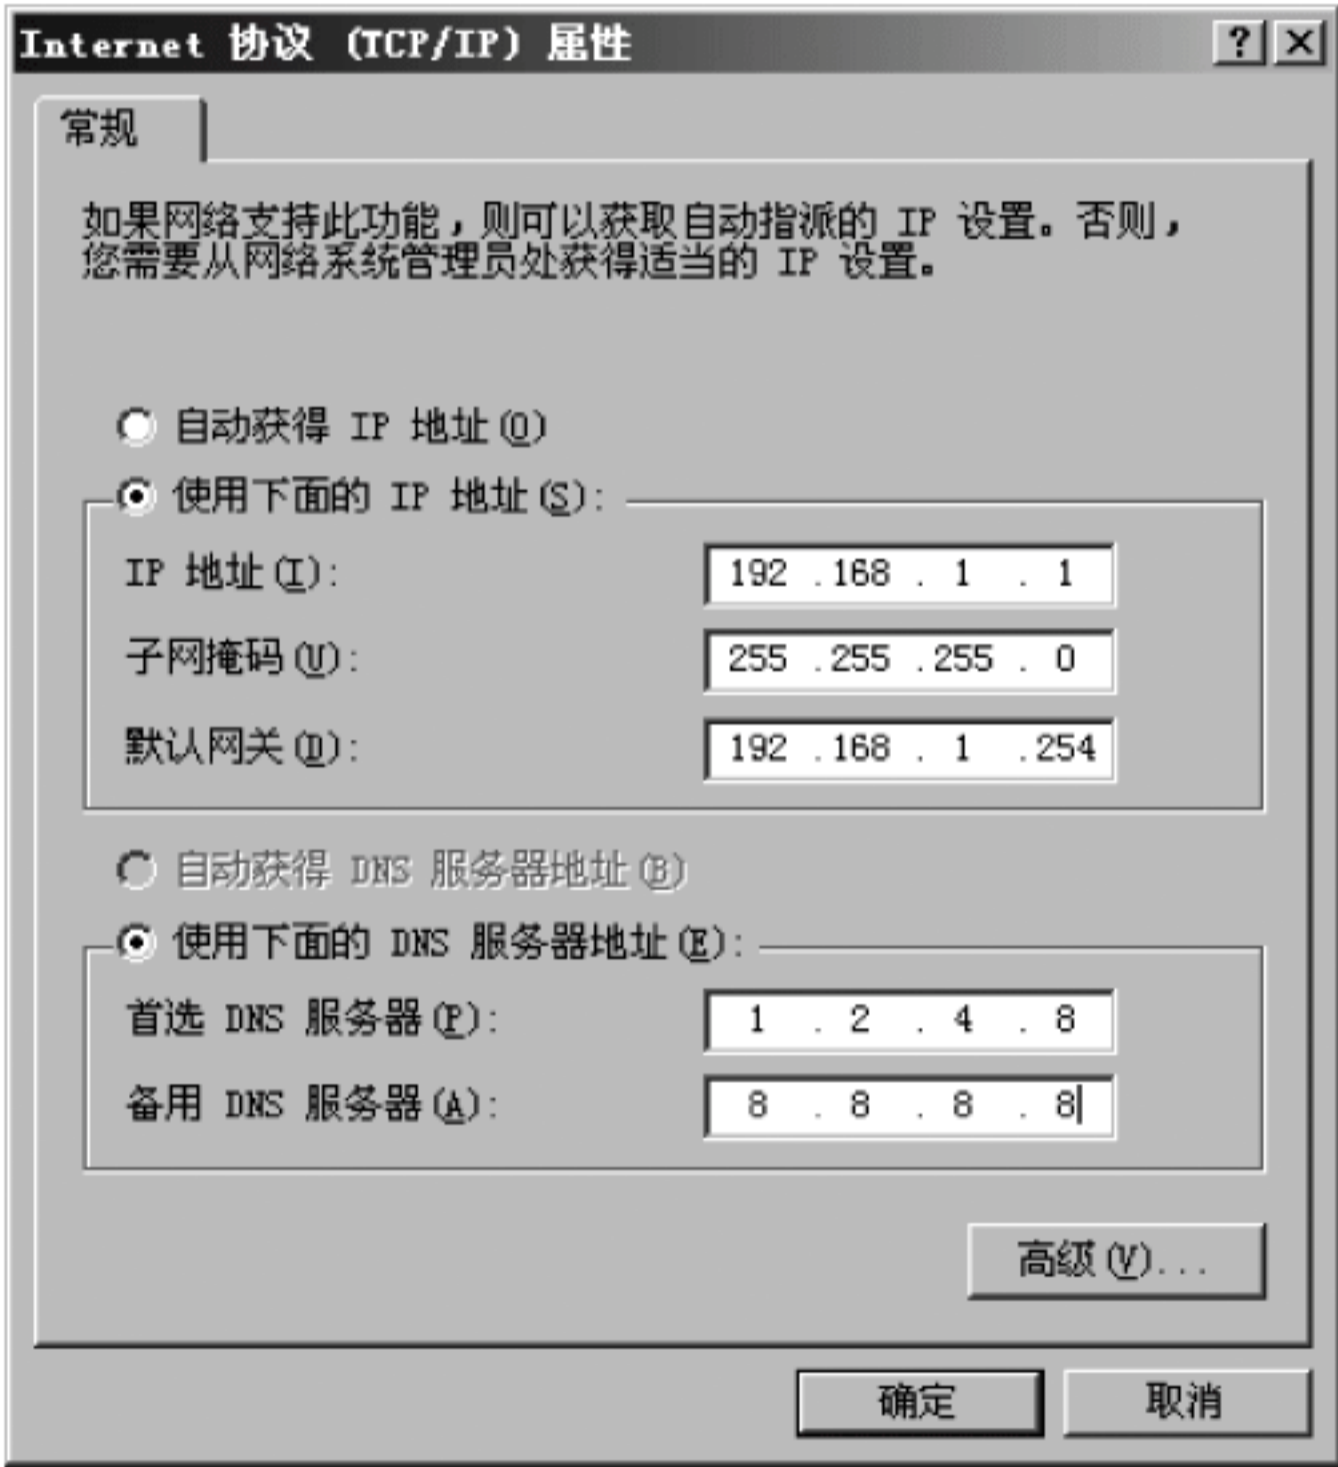 Internet 协议 (TCP/IP) 属性
? ×
常规
如果网络支持此功能，则可以获取自动指派的 IP 设置。否则，
您需要从网络系统管理员处获得适当的 IP 设置。
自动获得 IP 地址(O)
使用下面的 IP 地址(S):
IP 地址(I): 192 .168 . 1 . 1
子网掩码(U): 255 .255 .255 . 0
默认网关(D): 192 .168 . 1 .254
自动获得 DNS 服务器地址(B)
使用下面的 DNS 服务器地址(E):
首选 DNS 服务器(P): 1 . 2 . 4 . 8
备用 DNS 服务器(A): 8 . 8 . 8 . 8
高级(V)...
确定 取消